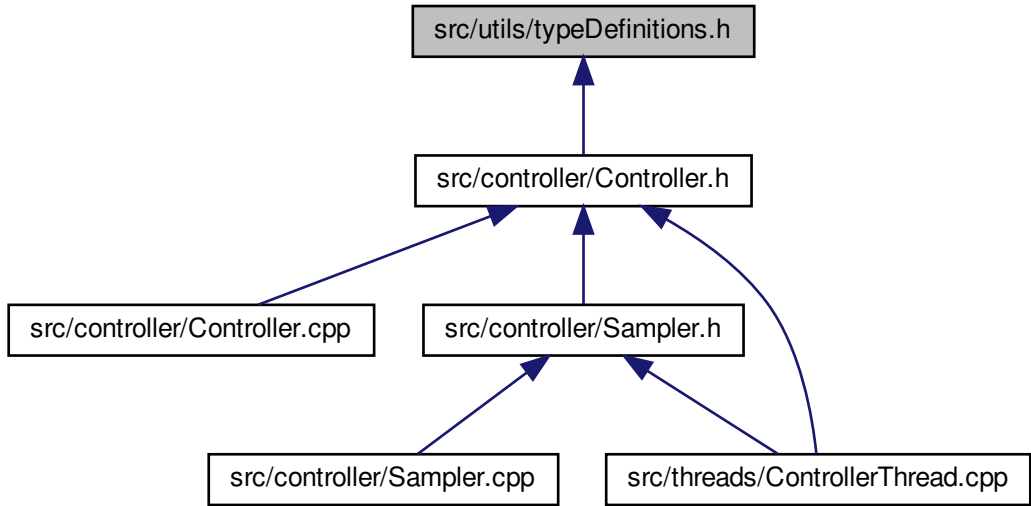 src/utils/typeDefinitions.h
src/controller/Controller.h
src/controller/Controller.cpp
src/controller/Sampler.h
src/controller/Sampler.cpp
src/threads/ControllerThread.cpp